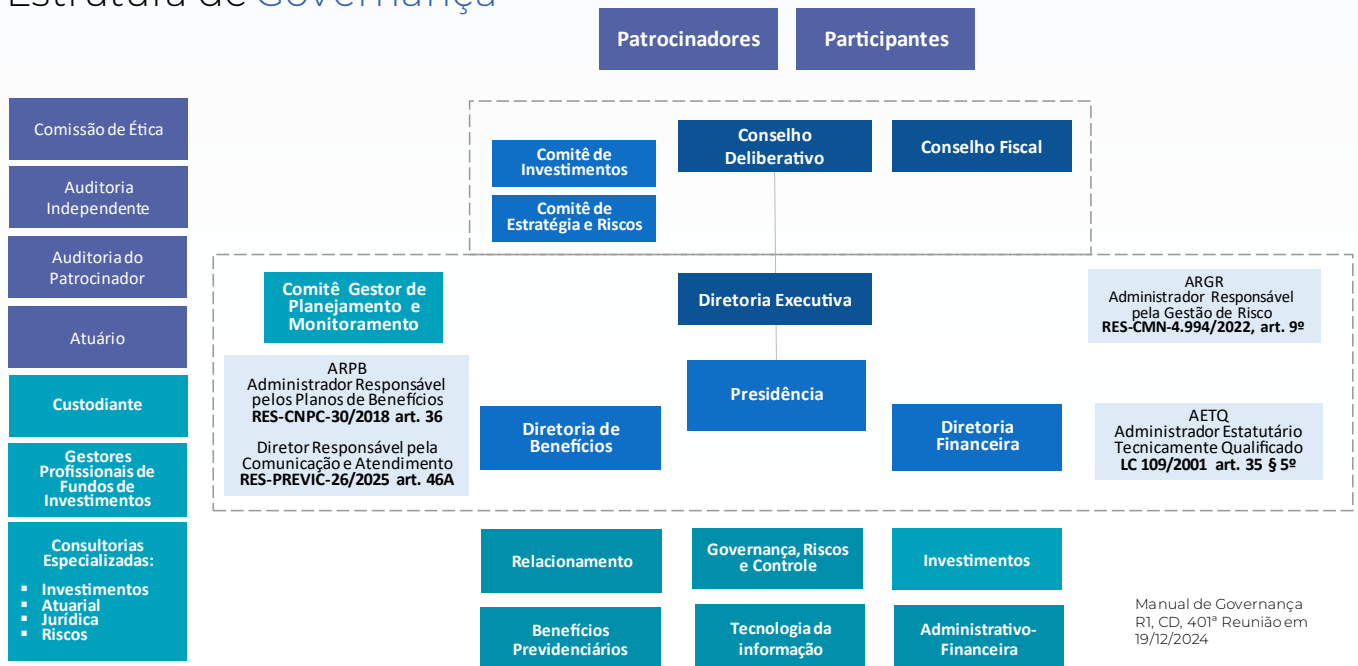 Estrutura de Governança
Patrocinadores
Participantes
Comissão de Ética
Auditoria
Independente
Auditoria do
Patrocinador
Atuário
Custodiante
Gestores
Profissionais de
Fundos de
Investimentos
Consultorias
Especializadas:
▪ Investimentos
▪ Atuarial
▪ Jurídica
▪ Riscos
Comitê de
Investimentos
Comitê de
Estratégia e Riscos
Conselho
Deliberativo
Conselho Fiscal
Comitê Gestor de
Planejamento e
Monitoramento
Diretoria Executiva
ARGR
Administrador Responsável
pela Gestão de Risco
RES-CMN-4.994/2022, art. 9º
ARPB
Administrador Responsável
pelos Planos de Benefícios
RES-CNPC-30/2018 art. 36
Diretor Responsável pela
Comunicação e Atendimento
RES-PREVIC-26/2025 art. 46A
Diretoria de
Benefícios
Presidência
Diretoria
Financeira
AETQ
Administrador Estatutário
Tecnicamente Qualificado
LC 109/2001 art. 35 § 5º
Relacionamento
Governança, Riscos
e Controle
Investimentos
Benefícios
Previdenciários
Tecnologia da
informação
Administrativo-
Financeira
Manual de Governança
R1, CD, 401ª Reunião em
19/12/2024